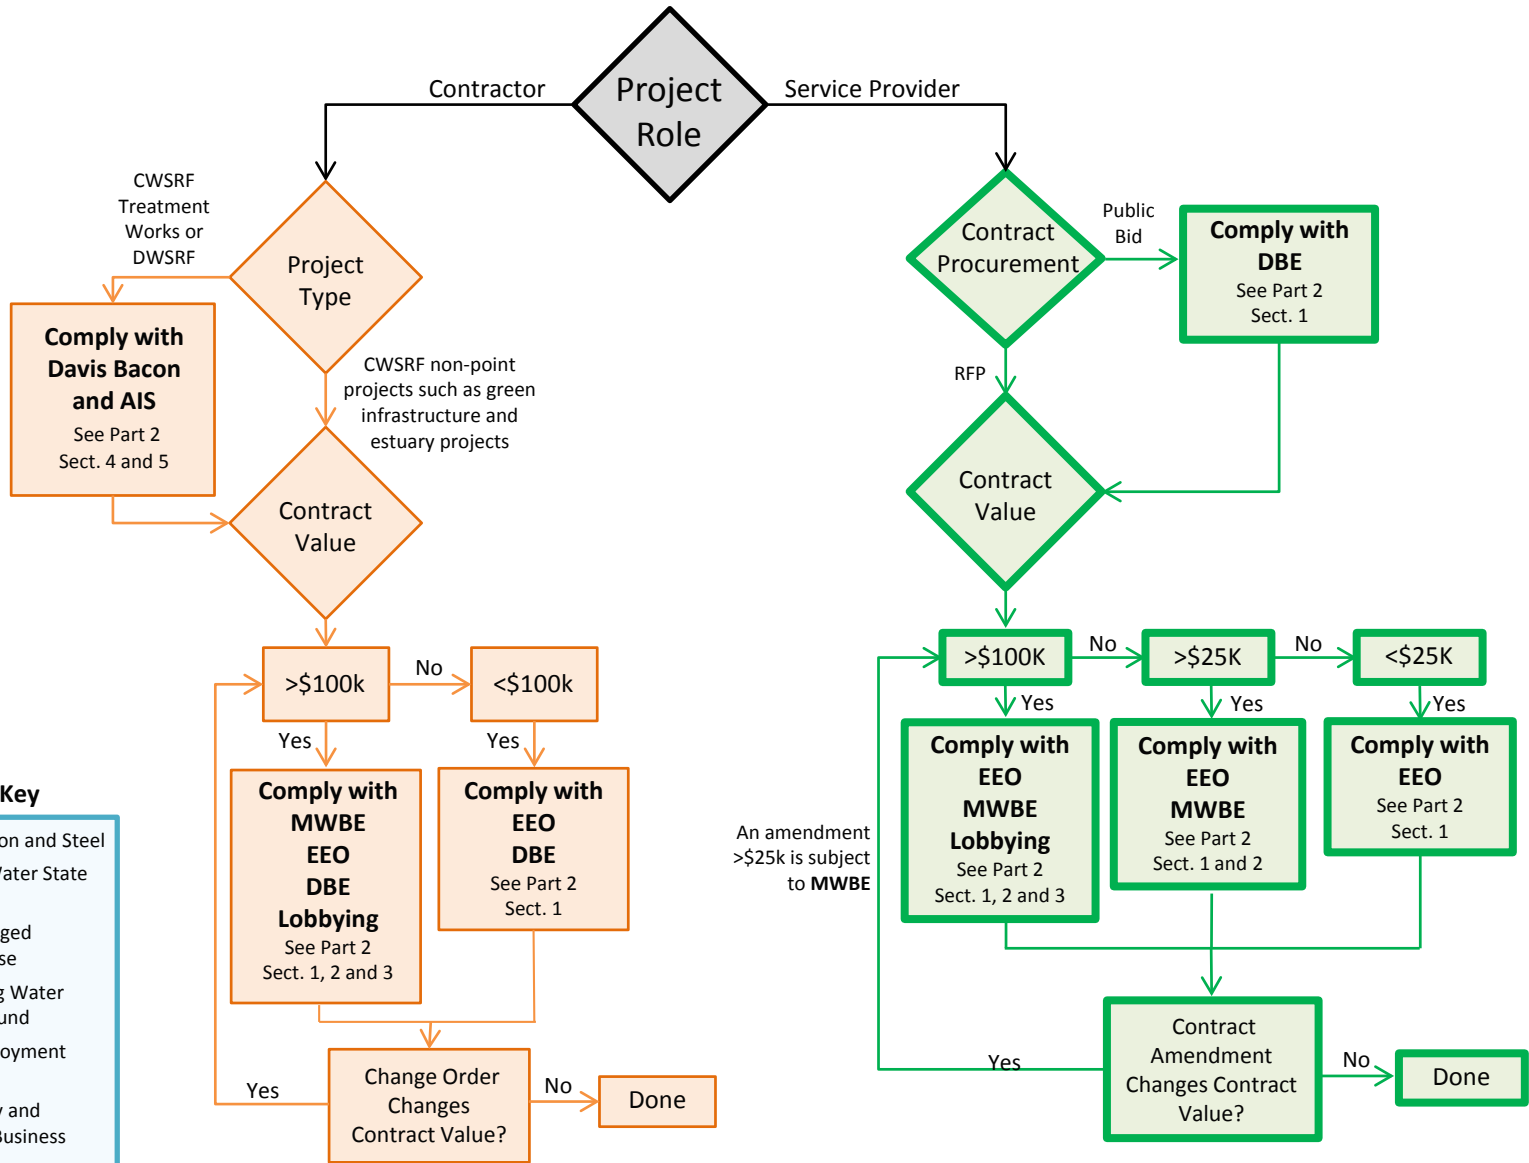 Project
Role
Contractor
Service Provider
CWSRF
Treatment
Works or
DWSRF
Project
Type
Comply with
Davis Bacon
and AIS
See Part 2
Sect. 4 and 5
CWSRF non-point
projects such as green
infrastructure and
estuary projects
Contract
Value
>$100k
No
<$100k
Yes
Yes
Comply with
MWBE
EEO
DBE
Lobbying
See Part 2
Sect. 1, 2 and 3
Comply with
EEO
DBE
See Part 2
Sect. 1
Yes
Change Order
Changes
Contract Value?
No
Done
Contract
Procurement
Public
Bid
Comply with
DBE
See Part 2
Sect. 1
RFP
Contract
Value
>$100K
No
>$25K
No
<$25K
Yes
Yes
Yes
Comply with
EEO
MWBE
Lobbying
See Part 2
Sect. 1, 2 and 3
Comply with
EEO
MWBE
See Part 2
Sect. 1 and 2
Comply with
EEO
See Part 2
Sect. 1
An amendment
>$25k is subject
to MWBE
Yes
Contract
Amendment
Changes Contract
Value?
No
Done
Key
and Steel
State
Water
and
Business